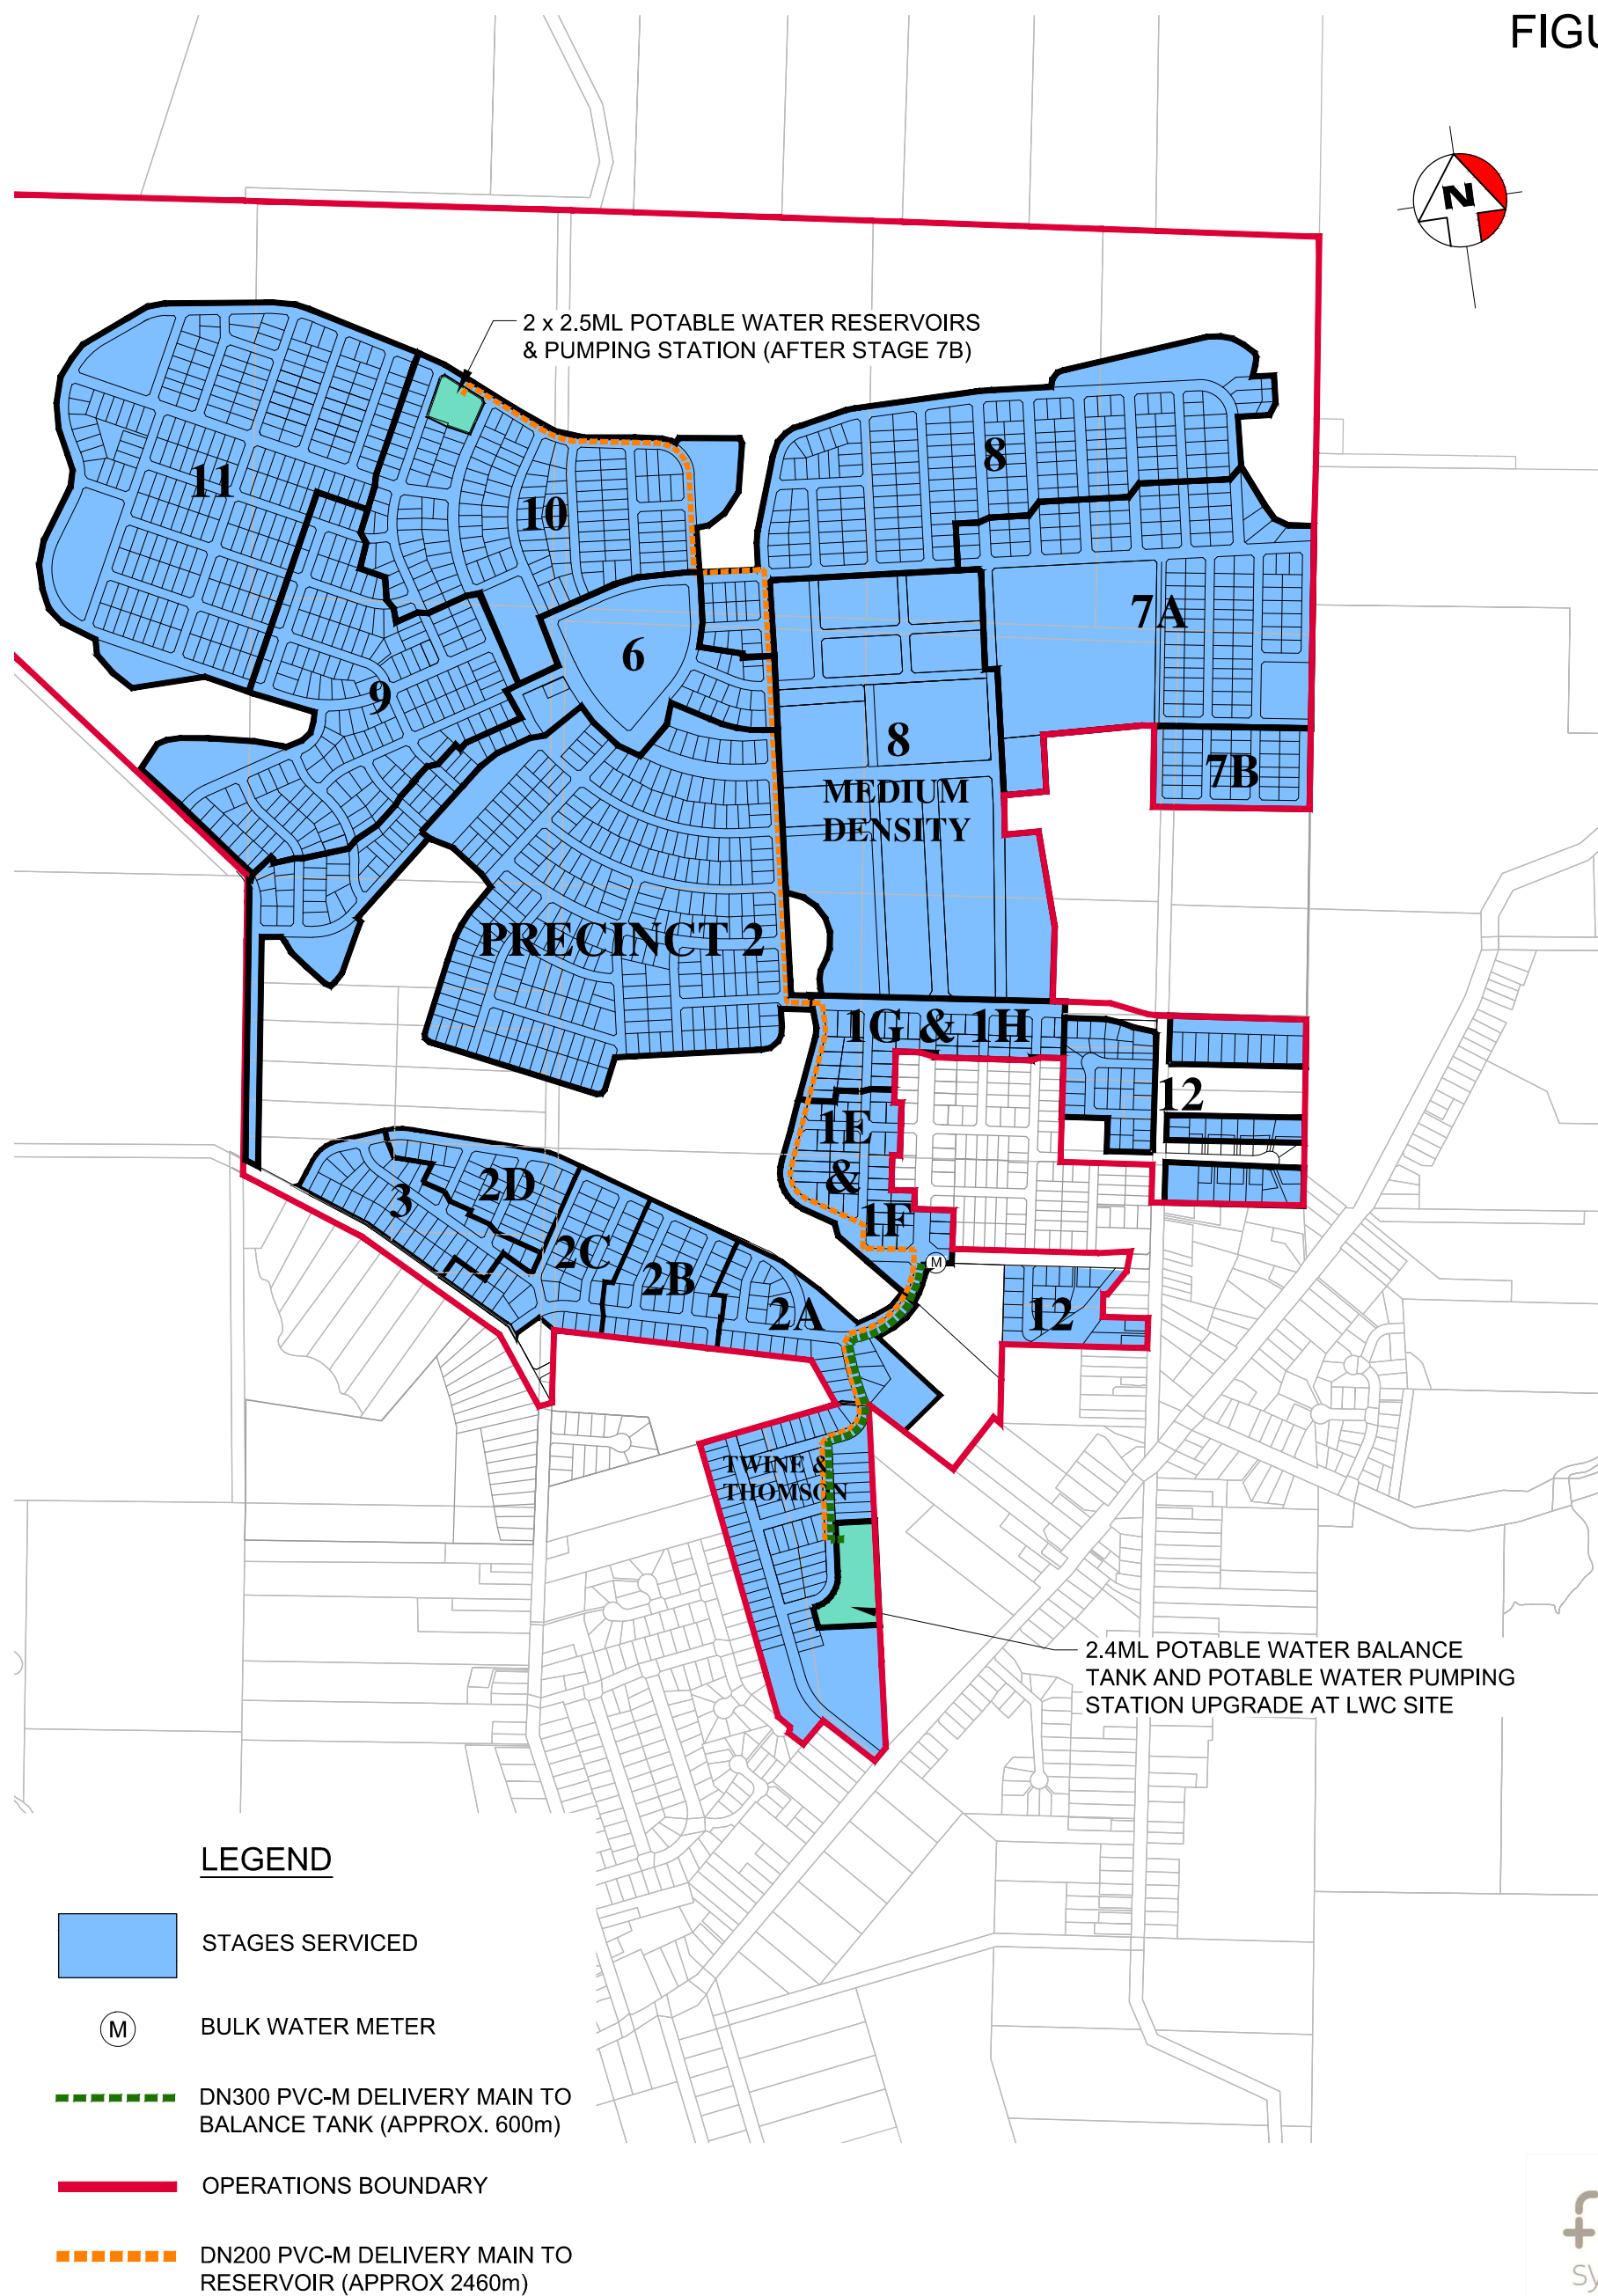 FIGU
N
2 x 2.5ML POTABLE WATER RESERVOIRS
& PUMPING STATION (AFTER STAGE 7B)
11
10
8
6
9
7A
8
MEDIUM
DENSITY
7B
PRECINCT 2
1G & 1H
12
1E
&
1F
3
2D
2C
2B
2A
M
12
TWINE &
THOMSON
2.4ML POTABLE WATER BALANCE
TANK AND POTABLE WATER PUMPING
STATION UPGRADE AT LWC SITE
LEGEND
STAGES SERVICED
M
BULK WATER METER
DN300 PVC-M DELIVERY MAIN TO
BALANCE TANK (APPROX. 600m)
OPERATIONS BOUNDARY
DN200 PVC-M DELIVERY MAIN TO
RESERVOIR (APPROX 2460m)
f
sy